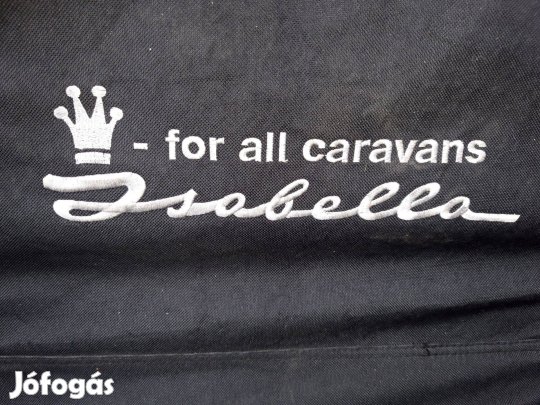 - for all caravans
Isabella
Jófogás